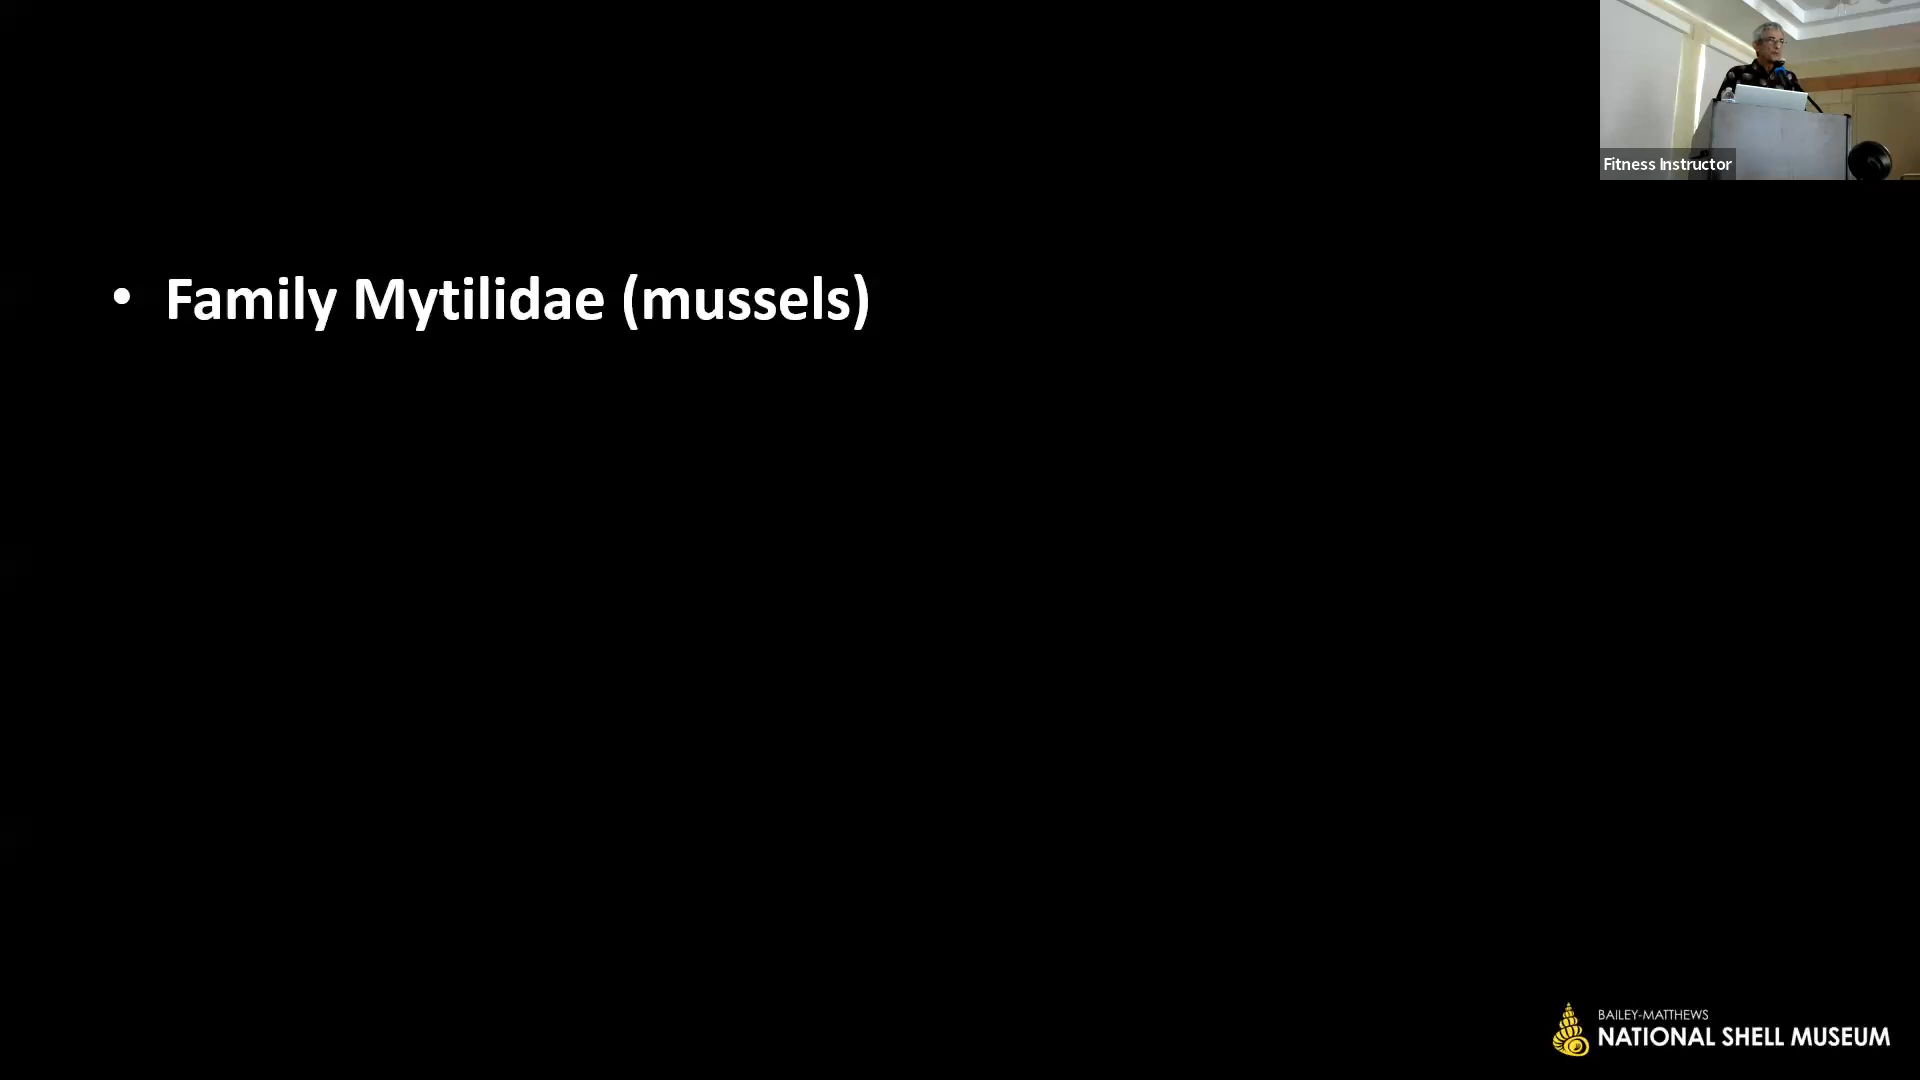 Fitness Instructor
• Family Mytilidae (mussels)
BAILEY-MATTHEWS
NATIONAL SHELL MUSEUM